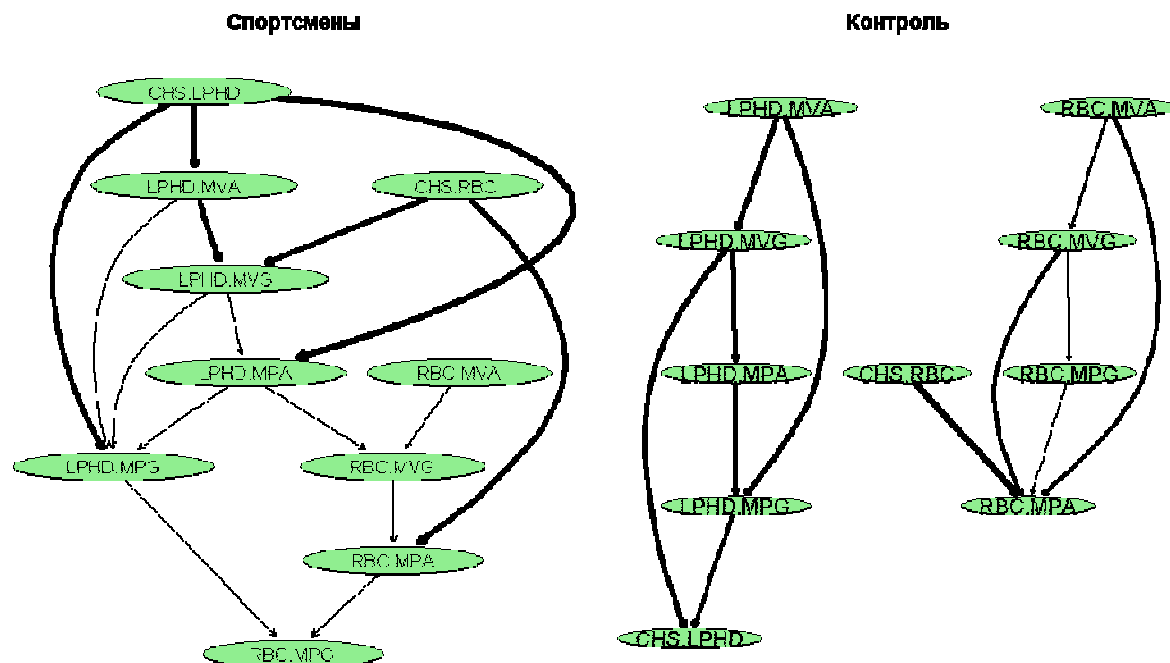 Спортсмены
CHS.LPHD
LPHD.MVA
CHS.RBC
LPHD.MVG
LPHD.MPA
RBC.MVA
LPHD.MPG
RBC.MVG
RBC.MPA
RBC.MPG
Контроль
LPHD.MVA
RBC.MVA
LPHD.MVG
RBC.MVG
LPHD.MPA
CHS.RBC
RBC.MPG
LPHD.MPG
RBC.MPA
CHS.LPHD